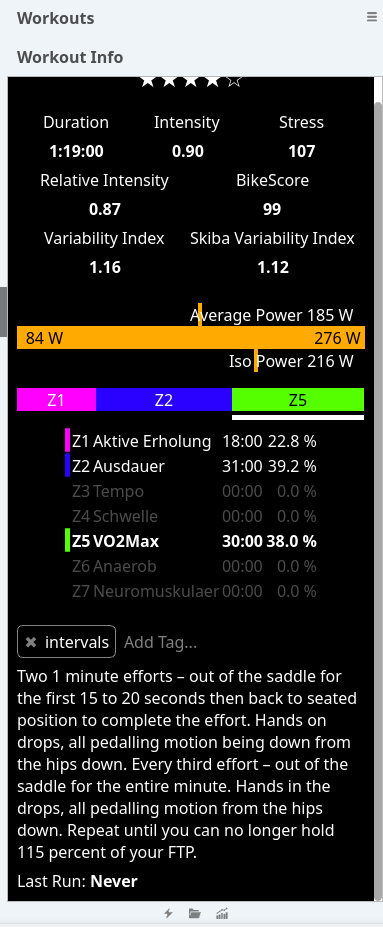 Workouts
Workout Info
Duration Intensity Stress
1:19:00 0.90 107
Relative Intensity BikeScore
0.87 99
Variability Index Skiba Variability Index
1.16 1.12
Average Power 185 W
84 W 276 W
Iso Power 216 W
Z1 Z2 Z5
Z1 Aktive Erholung 18:00 22.8 %
Z2 Ausdauer 31:00 39.2 %
Z3 Tempo 00:00 0.0 %
Z4 Schwelle 00:00 0.0 %
Z5 VO2Max 30:00 38.0 %
Z6 Anaerob 00:00 0.0 %
Z7 Neuromuskulaer 00:00 0.0 %
✖ intervals Add Tag...
Two 1 minute efforts – out of the saddle for
the first 15 to 20 seconds then back to seated
position to complete the effort. Hands on
drops, all pedalling motion being down from
the hips down. Every third effort – out of the
saddle for the entire minute. Hands in the
drops, all pedalling motion from the hips
down. Repeat until you can no longer hold
115 percent of your FTP.
Last Run: Never